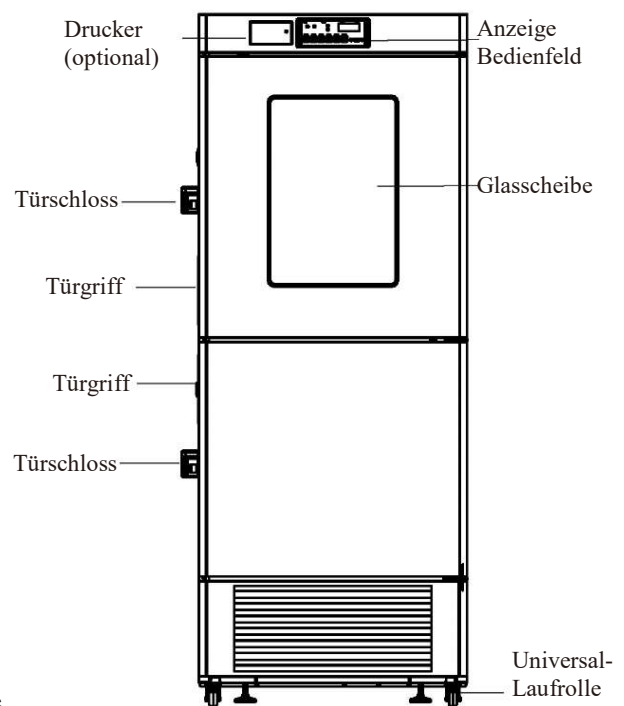 Drucker
(optional)
Anzeige
Bedienfeld
Türschloss
Glasscheibe
Türgriff
Türgriff
Türschloss
Universal-
Laufrolle